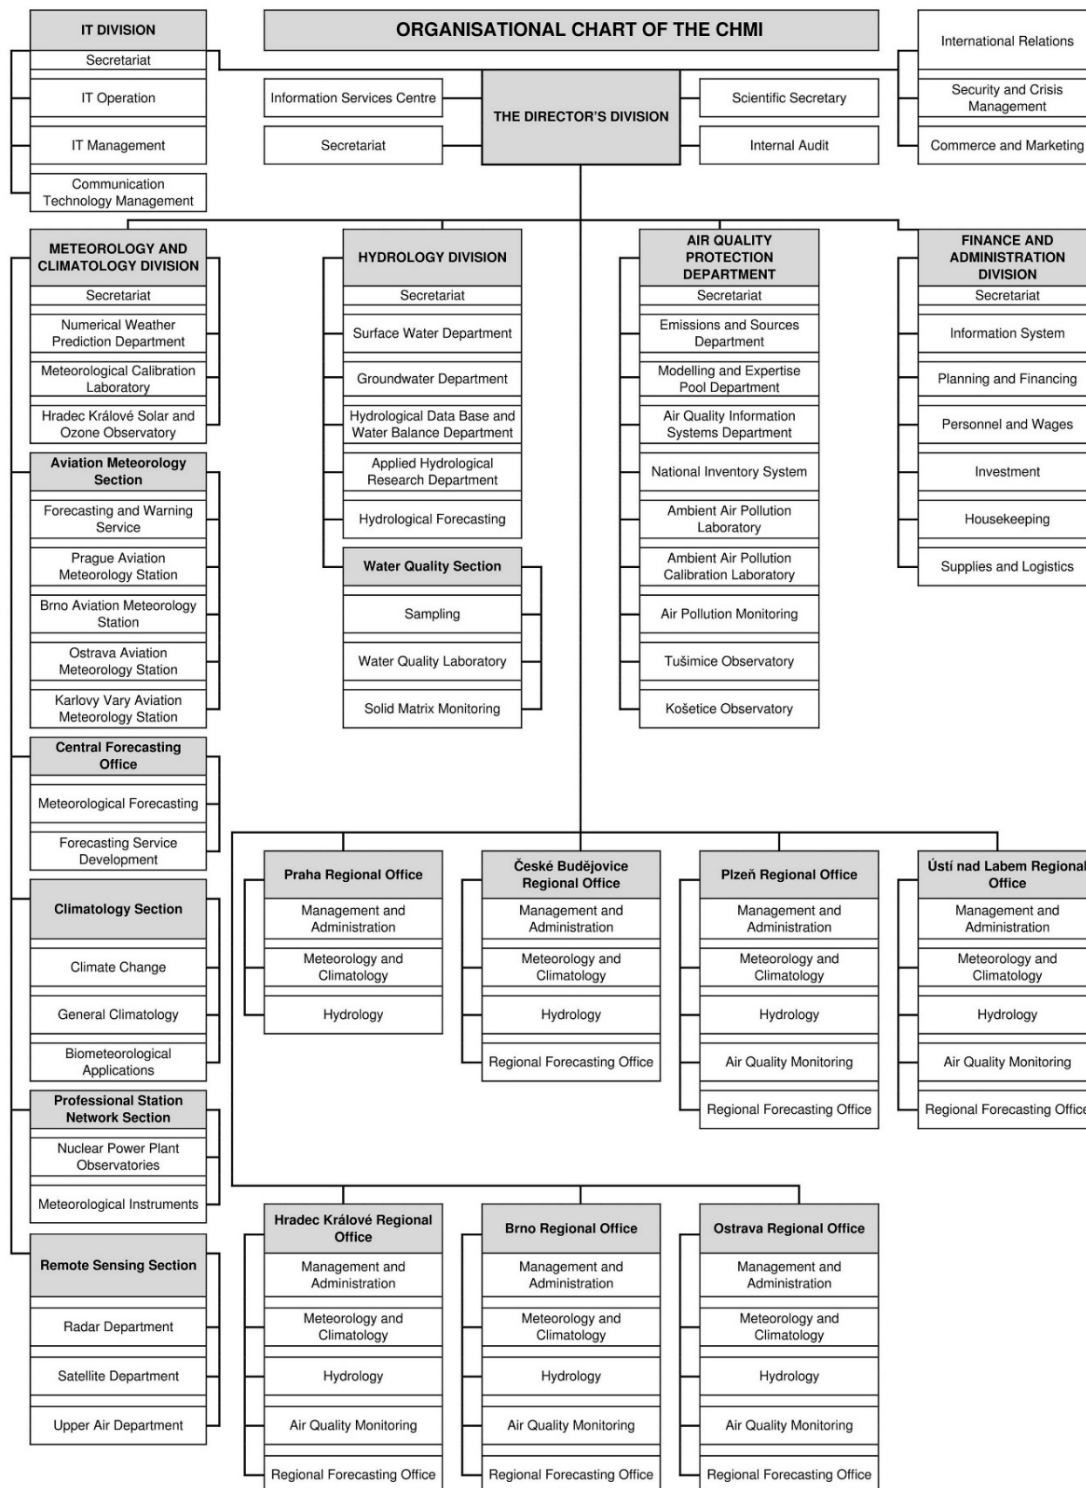 IT DIVISION
Secretariat
IT Operation
IT Management
Communication
Technology Management
ORGANISATIONAL CHART OF THE CHMI
Information Services Centre
Secretariat
THE DIRECTOR'S DIVISION
Scientific Secretary
Internal Audit
International Relations
Security and Crisis
Management
Commerce and Marketing
METEOROLOGY AND
CLIMATOLOGY DIVISION
Secretariat
Numerical Weather
Prediction Department
Meteorological Calibration
Laboratory
Hradec Králové Solar and
Ozone Observatory
Aviation Meteorology
Section
Forecasting and Warning
Service
Prague Aviation
Meteorology Station
Brno Aviation Meteorology
Station
Ostrava Aviation
Meteorology Station
Karlovy Vary Aviation
Meteorology Station
Central Forecasting
Office
Meteorological Forecasting
Forecasting Service
Development
Climatology Section
Climate Change
General Climatology
Biometeorological
Applications
Professional Station
Network Section
Nuclear Power Plant
Observatories
Meteorological Instruments
Remote Sensing Section
Radar Department
Satellite Department
Upper Air Department
HYDROLOGY DIVISION
Secretariat
Surface Water Department
Groundwater Department
Hydrological Data Base and
Water Balance Department
Applied Hydrological
Research Department
Hydrological Forecasting
Water Quality Section
Sampling
Water Quality Laboratory
Solid Matrix Monitoring
AIR QUALITY
PROTECTION
DEPARTMENT
Secretariat
Emissions and Sources
Department
Modelling and Expertise
Pool Department
Air Quality Information
Systems Department
National Inventory System
Ambient Air Pollution
Laboratory
Ambient Air Pollution
Calibration Laboratory
Air Pollution Monitoring
Tušimice Observatory
Košetice Observatory
FINANCE AND
ADMINISTRATION
DIVISION
Secretariat
Information System
Planning and Financing
Personnel and Wages
Investment
Housekeeping
Supplies and Logistics
Praha Regional Office
Management and
Administration
Meteorology and
Climatology
Hydrology
České Budějovice
Regional Office
Management and
Administration
Meteorology and
Climatology
Hydrology
Regional Forecasting Office
Plzeň Regional Office
Management and
Administration
Meteorology and
Climatology
Hydrology
Air Quality Monitoring
Regional Forecasting Office
Ústí nad Labem Regional
Office
Management and
Administration
Meteorology and
Climatology
Hydrology
Air Quality Monitoring
Regional Forecasting Office
Hradec Králové Regional
Office
Management and
Administration
Meteorology and
Climatology
Hydrology
Air Quality Monitoring
Regional Forecasting Office
Brno Regional Office
Management and
Administration
Meteorology and
Climatology
Hydrology
Air Quality Monitoring
Regional Forecasting Office
Ostrava Regional Office
Management and
Administration
Meteorology and
Climatology
Hydrology
Air Quality Monitoring
Regional Forecasting Office